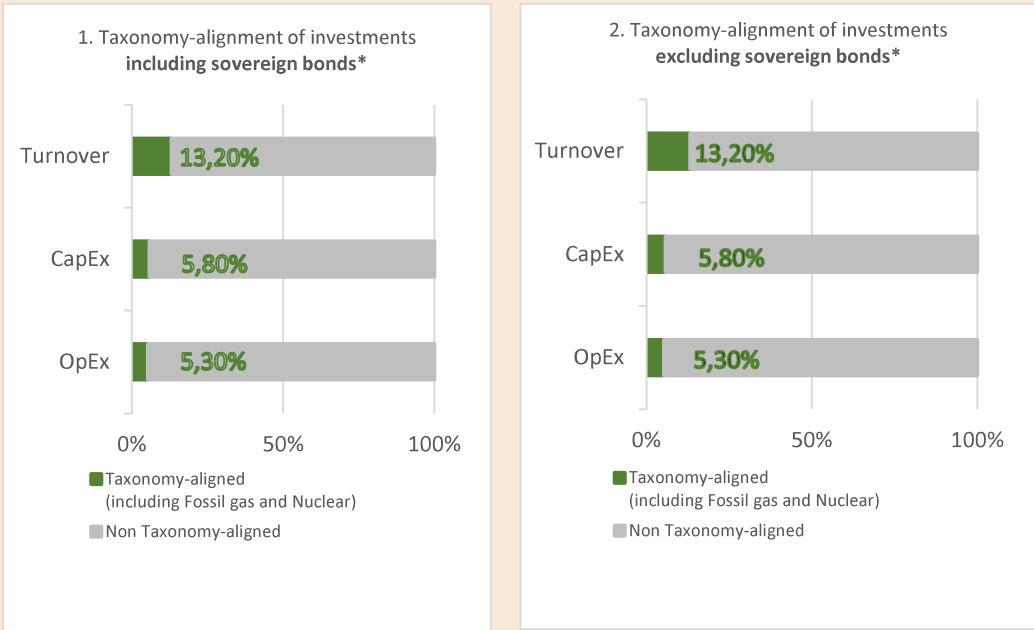 1. Taxonomy-alignment of investments
including sovereign bonds*
Turnover
13,20%
CapEx
5,80%
OpEx
5,30%
0%
50%
100%
Taxonomy-aligned
(including Fossil gas and Nuclear)
Non Taxonomy-aligned
2. Taxonomy-alignment of investments
excluding sovereign bonds*
Turnover
13,20%
CapEx
5,80%
OpEx
5,30%
0%
50%
100%
Taxonomy-aligned
(including Fossil gas and Nuclear)
Non Taxonomy-aligned